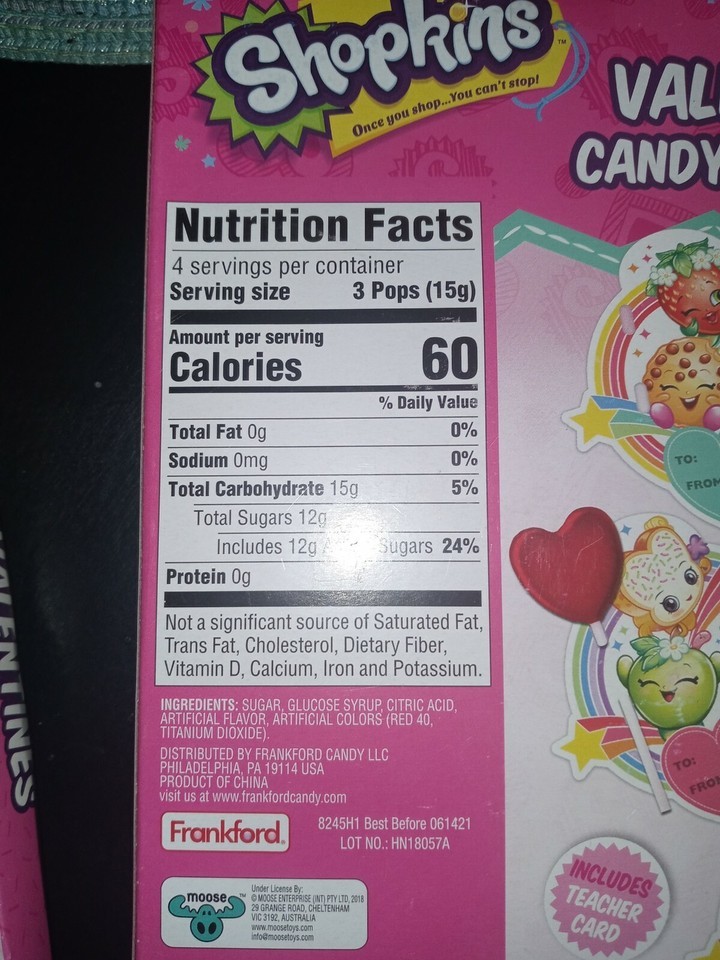 Shopkins™
Once you shop...You can't stop!
CANDY
Nutrition Facts
4 servings per container
Serving size 3 Pops (15g)
Amount per serving
Calories 60
% Daily Value
Total Fat 0g 0%
Sodium 0mg 0%
Total Carbohydrate 15g 5%
Total Sugars 12g
Includes 12g Sugars 24%
Protein 0g
Not a significant source of Saturated Fat,
Trans Fat, Cholesterol, Dietary Fiber,
Vitamin D, Calcium, Iron and Potassium.
INGREDIENTS: SUGAR, GLUCOSE SYRUP, CITRIC ACID,
ARTIFICIAL FLAVOR, ARTIFICIAL COLORS (RED 40,
TITANIUM DIOXIDE).
DISTRIBUTED BY FRANKFORD CANDY LLC
PHILADELPHIA, PA 19114 USA
PRODUCT OF CHINA
visit us at www.frankfordcandy.com
Frankford®
8245H1 Best Before 061421
LOT NO.: HN18057A
moose™
Under License By:
© MOOSE ENTERPRISE (INT) PTY LTD, 2018
29 GRANGE ROAD, CHELTENHAM
VIC 3192, AUSTRALIA
www.moosetoys.com
info@moosetoys.com
TO:
FROM
TO:
FRO
INCLUDES
TEACHER
CARD
VALENTINES